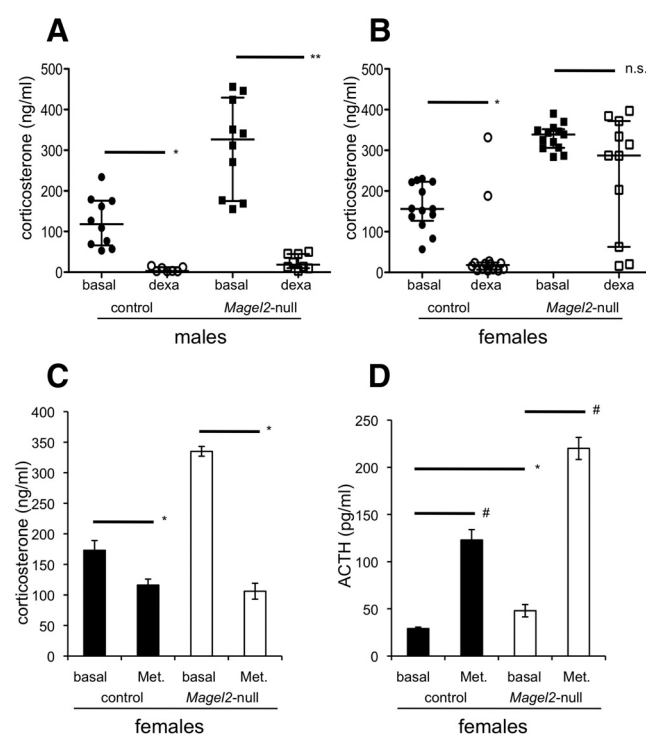 A
B
**
*
500
400
300
200
100
0
corticosterone (ng/ml)
basal dexa basal dexa
control Magel2-null
males
n.s.
*
500
400
300
200
100
0
corticosterone (ng/ml)
basal dexa basal dexa
control Magel2-null
females
C
D
*
*
400
350
300
250
200
150
100
50
0
corticosterone (ng/ml)
basal Met. basal Met.
control Magel2-null
females
#
*
#
250
200
150
100
50
0
ACTH (pg/ml)
basal Met. basal Met.
control Magel2-null
females